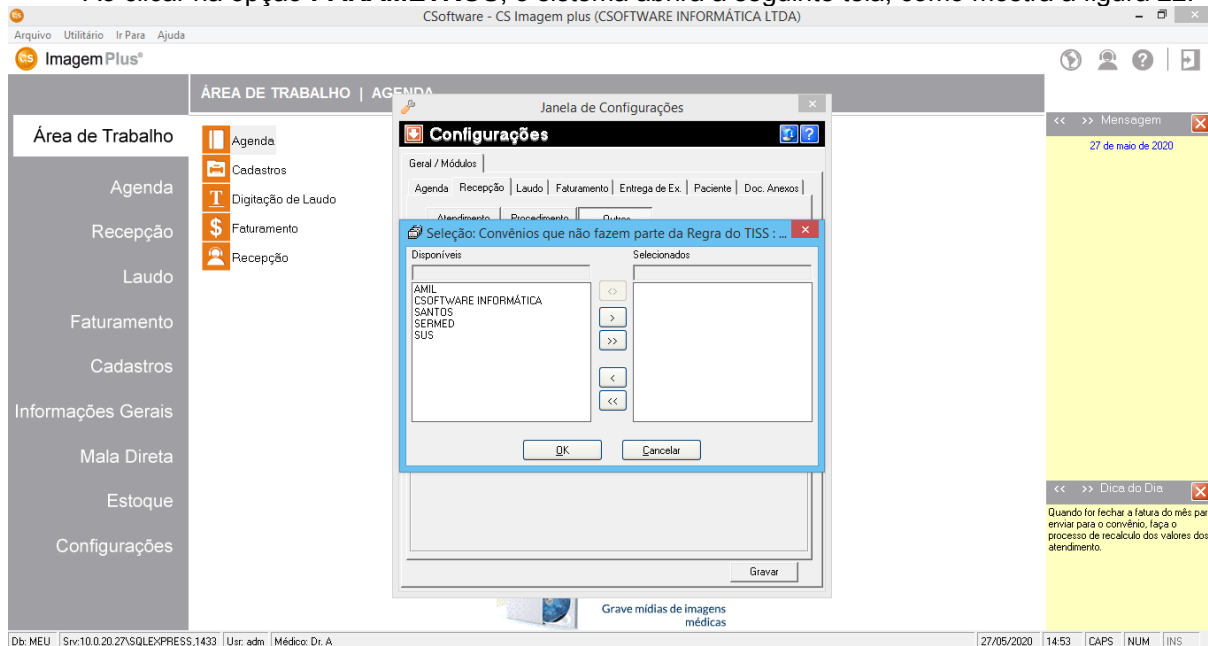 CSoftware - CS Imagem plus (CSOFTWARE INFORMÁTICA LTDA)
Arquivo Utilitário Ir Para Ajuda
CS ImagemPlus®
ÁREA DE TRABALHO | AGENDA
Área de Trabalho
Agenda
Recepção
Laudo
Faturamento
Cadastros
Informações Gerais
Mala Direta
Estoque
Configurações
Agenda
Cadastros
Digitação de Laudo
Faturamento
Recepção
Janela de Configurações
Configurações
Geral / Módulos
Agenda Recepção Laudo Faturamento Entrega de Ex. Paciente Doc. Anexos
Atendimento Procedimento Outros
Seleção: Convênios que não fazem parte da Regra do TISS : ...
Disponíveis Selecionados
AMIL
CSOFTWARE INFORMÁTICA
SANTOS
SERMED
SUS
<>
>
>>
<
<<
OK Cancelar
Gravar
Grave mídias de imagens
médicas
<< >> Mensagem
27 de maio de 2020
<< >> Dica do Dia
Quando for fechar a fatura do mês par
enviar para o convênio, faça o
processo de recalculo dos valores dos
atendimento.
Db: MEU Srv:10.0.20.27\SQLEXPRESS,1433 Usr: adm Médico: Dr. A 27/05/2020 14:53 CAPS NUM INS